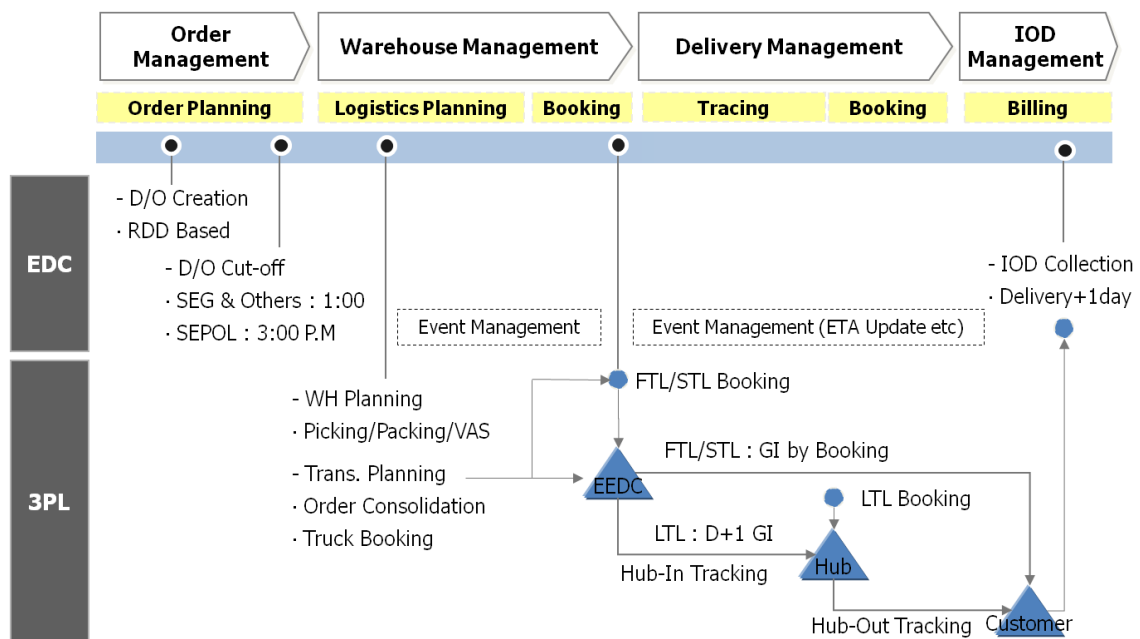 Order
Management
Warehouse Management
Delivery Management
IOD
Management
Order Planning
Logistics Planning
Booking
Tracing
Booking
Billing
EDC
- D/O Creation
· RDD Based
- D/O Cut-off
· SEG & Others : 1:00
· SEPOL : 3:00 P.M
- IOD Collection
· Delivery+1day
Event Management
Event Management (ETA Update etc)
3PL
FTL/STL Booking
- WH Planning
· Picking/Packing/VAS
- Trans. Planning
· Order Consolidation
· Truck Booking
FTL/STL : GI by Booking
EEDC
LTL Booking
LTL : D+1 GI
Hub
Hub-In Tracking
Hub-Out Tracking
Customer